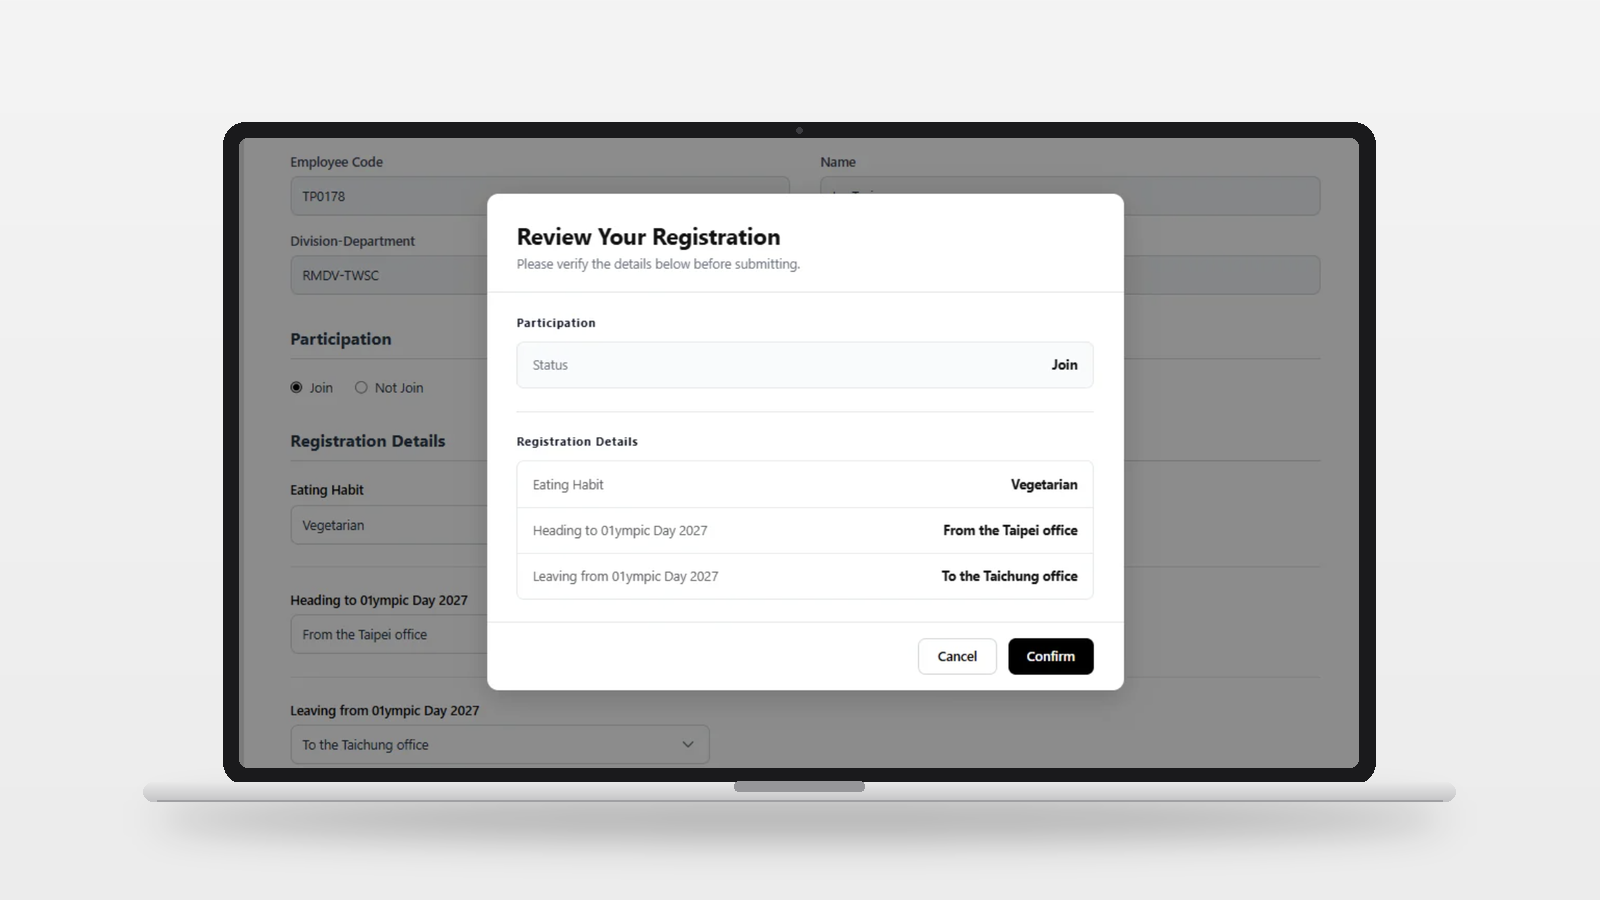 Employee Code
Name
TP0178
Division-Department
RMDV-TWSC
Participation
Join
Not Join
Registration Details
Eating Habit
Vegetarian
Heading to 01ympic Day 2027
From the Taipei office
Leaving from 01ympic Day 2027
To the Taichung office
Review Your Registration
Please verify the details below before submitting.
Participation
Status
Join
Registration Details
Eating Habit
Vegetarian
Heading to 01ympic Day 2027
From the Taipei office
Leaving from 01ympic Day 2027
To the Taichung office
Cancel
Confirm